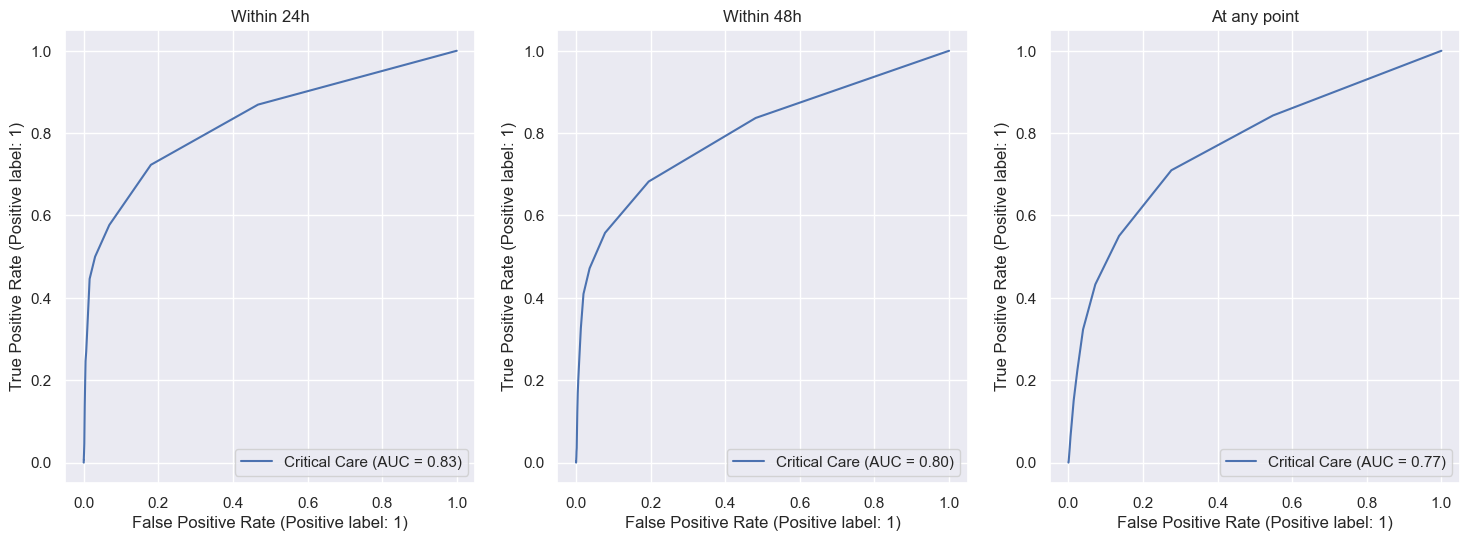 Within 24h
1.0
0.8
0.6
0.4
0.2
0.0
True Positive Rate (Positive label: 1)
Critical Care (AUC = 0.83)
0.0 0.2 0.4 0.6 0.8 1.0
False Positive Rate (Positive label: 1)
Within 48h
1.0
0.8
0.6
0.4
0.2
0.0
True Positive Rate (Positive label: 1)
Critical Care (AUC = 0.80)
0.0 0.2 0.4 0.6 0.8 1.0
False Positive Rate (Positive label: 1)
At any point
1.0
0.8
0.6
0.4
0.2
0.0
True Positive Rate (Positive label: 1)
Critical Care (AUC = 0.77)
0.0 0.2 0.4 0.6 0.8 1.0
False Positive Rate (Positive label: 1)